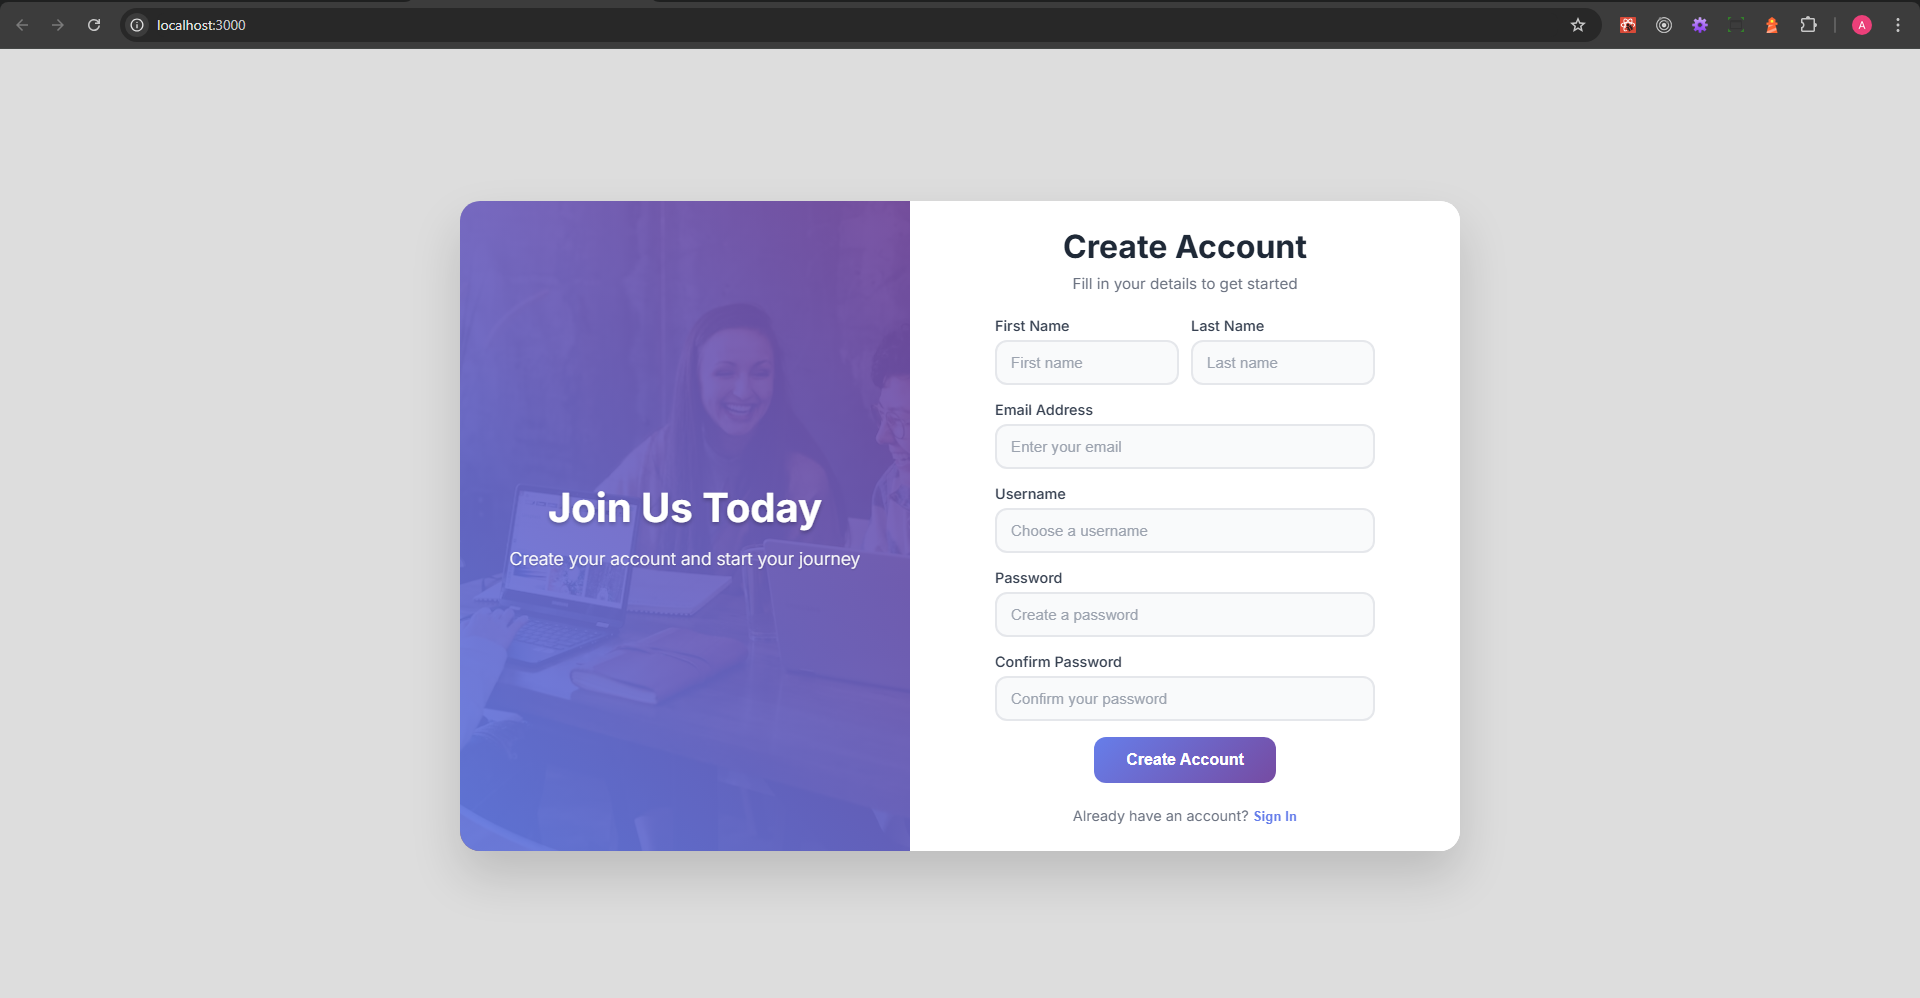 localhost:3000
A
Join Us Today
Create your account and start your journey
Create Account
Fill in your details to get started
First Name Last Name
First name Last name
Email Address
Enter your email
Username
Choose a username
Password
Create a password
Confirm Password
Confirm your password
Create Account
Already have an account? Sign In